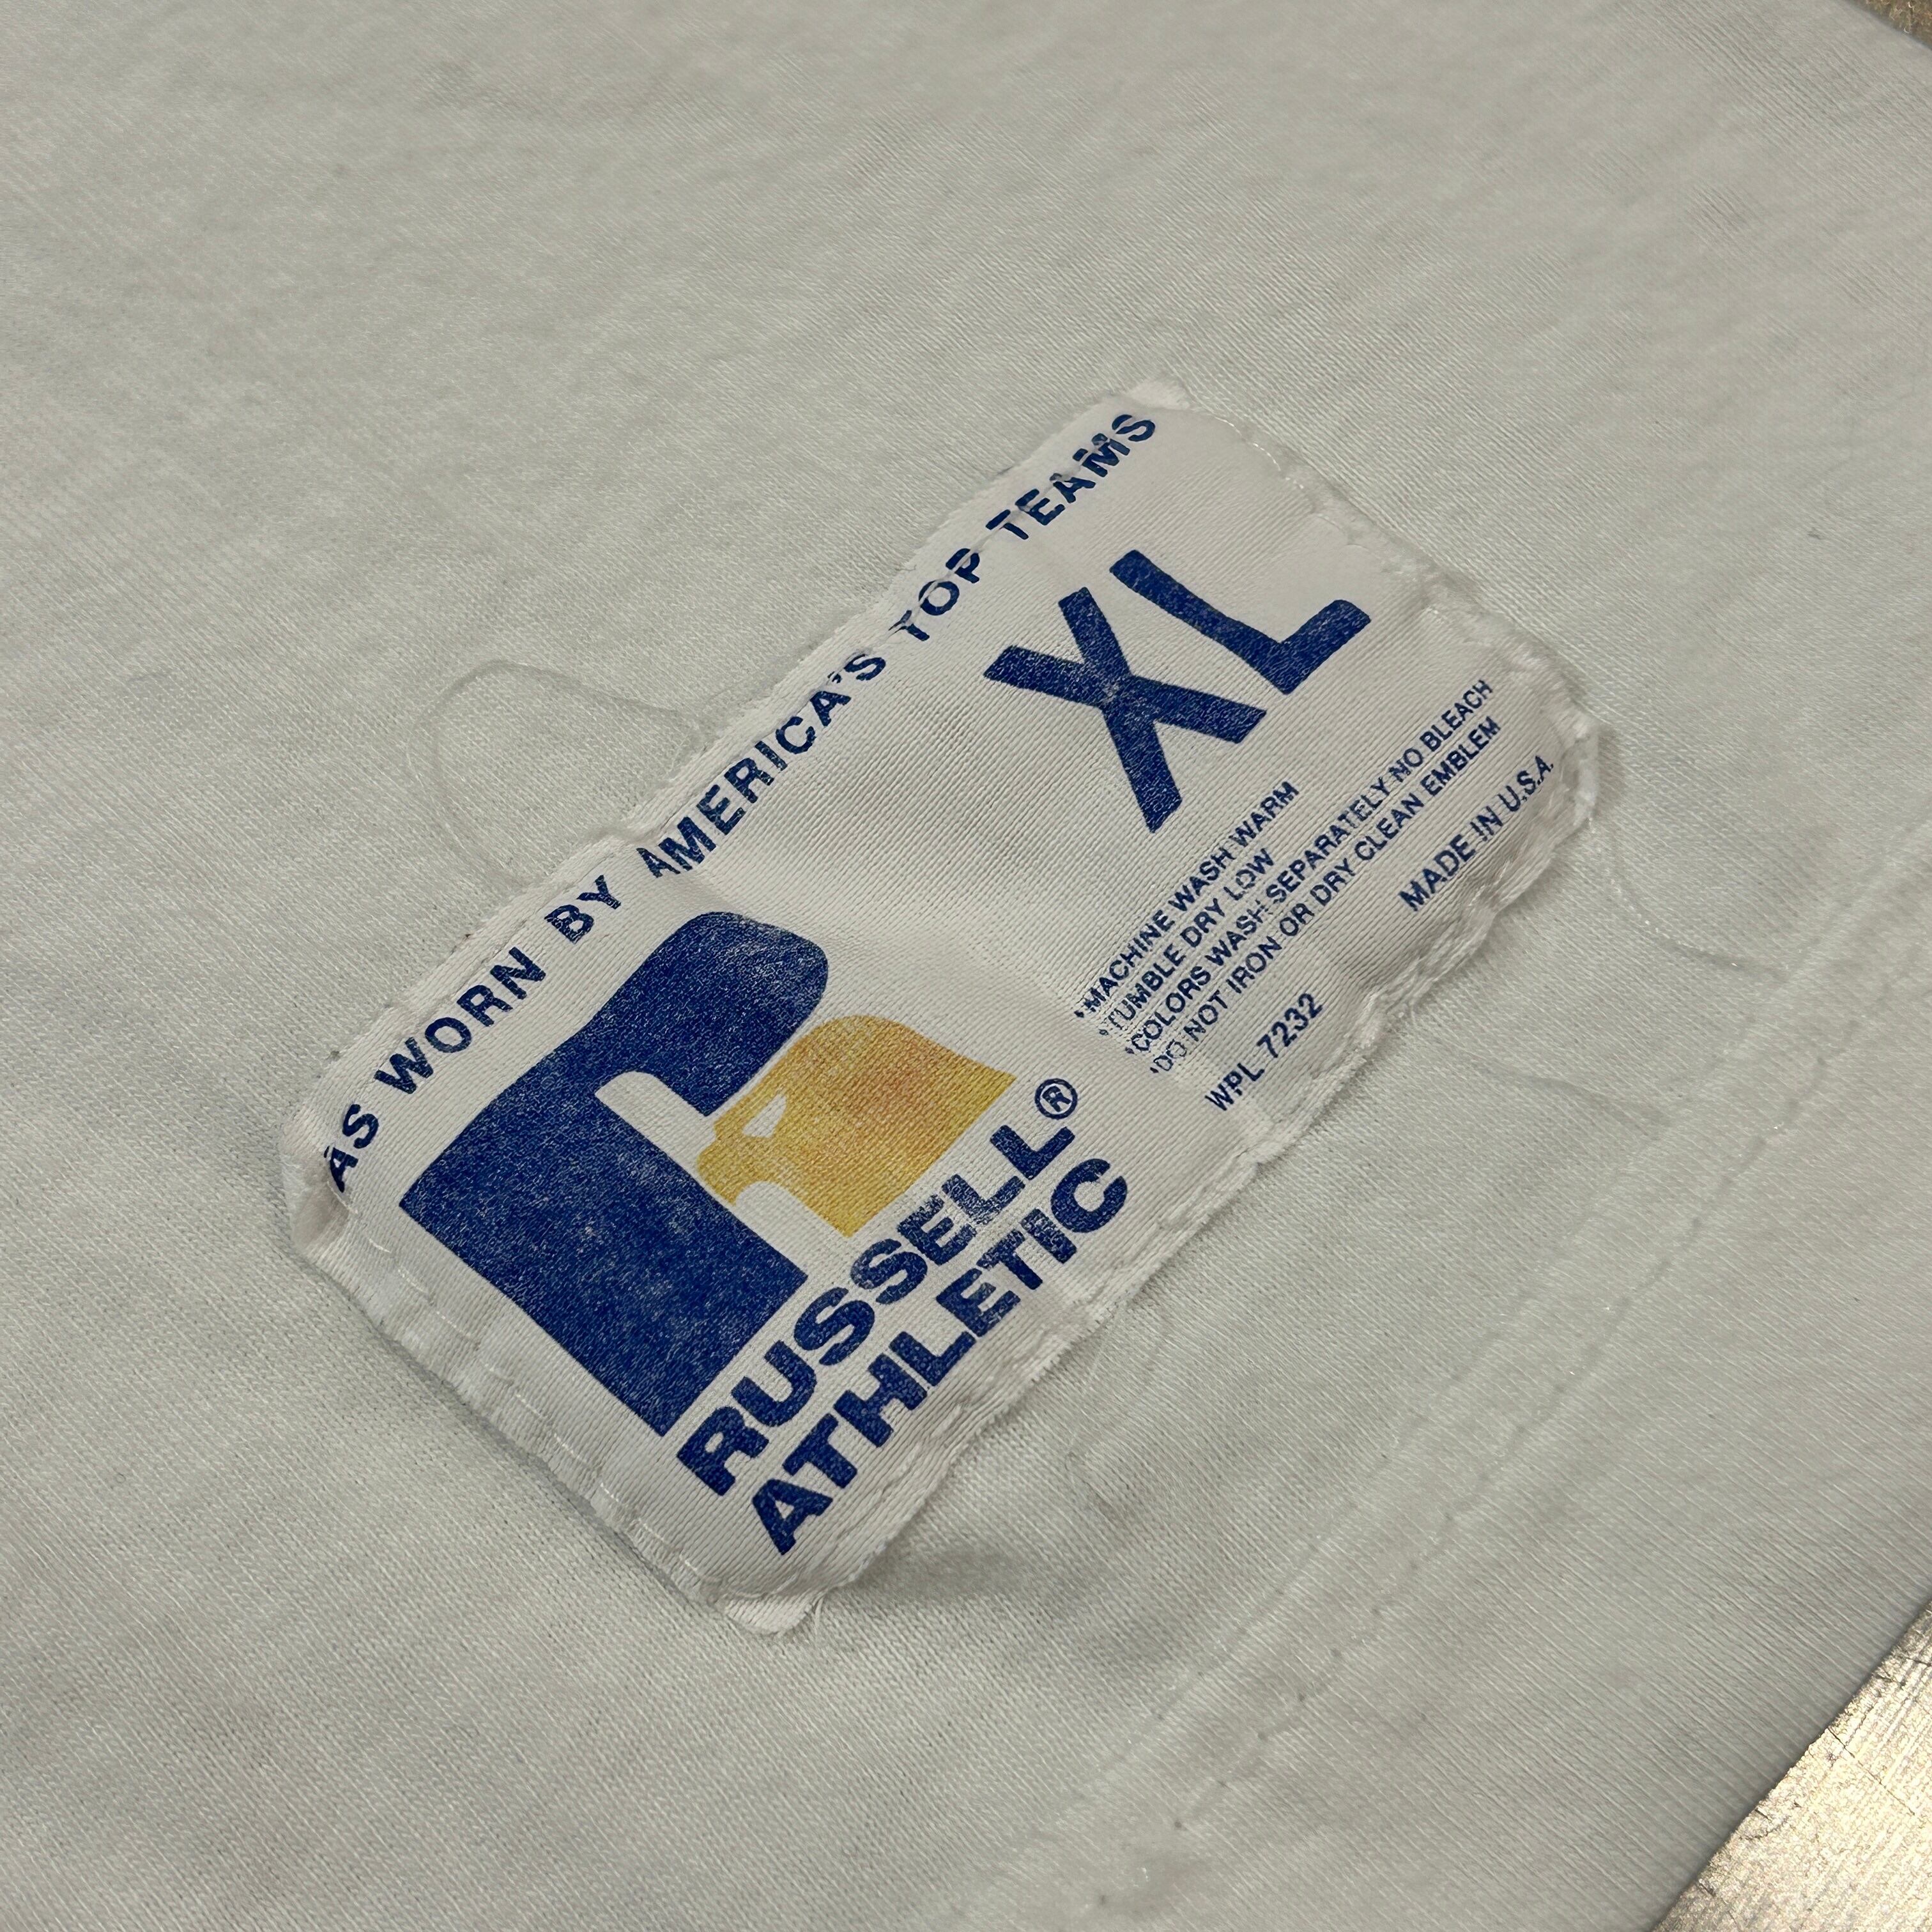 AS WORN BY AMERICA'S TOP TEAMS
XL
RUSSELL®
ATHLETIC
*MACHINE WASH WARM
*TUMBLE DRY LOW
*COLORS WASH SEPARATELY NO BLEACH
*DO NOT IRON OR DRY CLEAN EMBLEM
WPL 7232 MADE IN U.S.A.